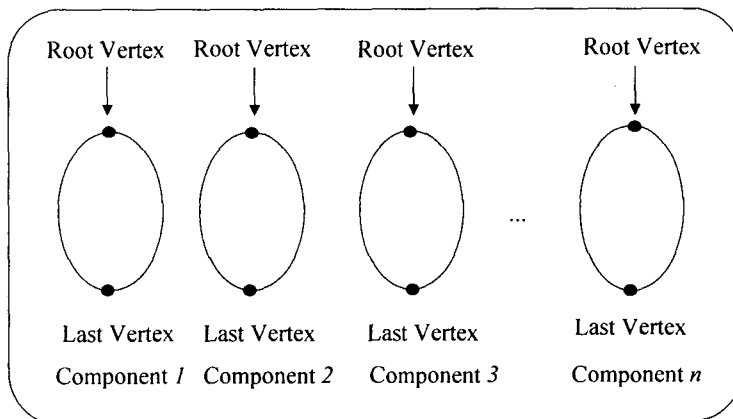 Root Vertex Root Vertex Root Vertex Root Vertex
...
Last Vertex Last Vertex Last Vertex Last Vertex
Component 1 Component 2 Component 3 Component n